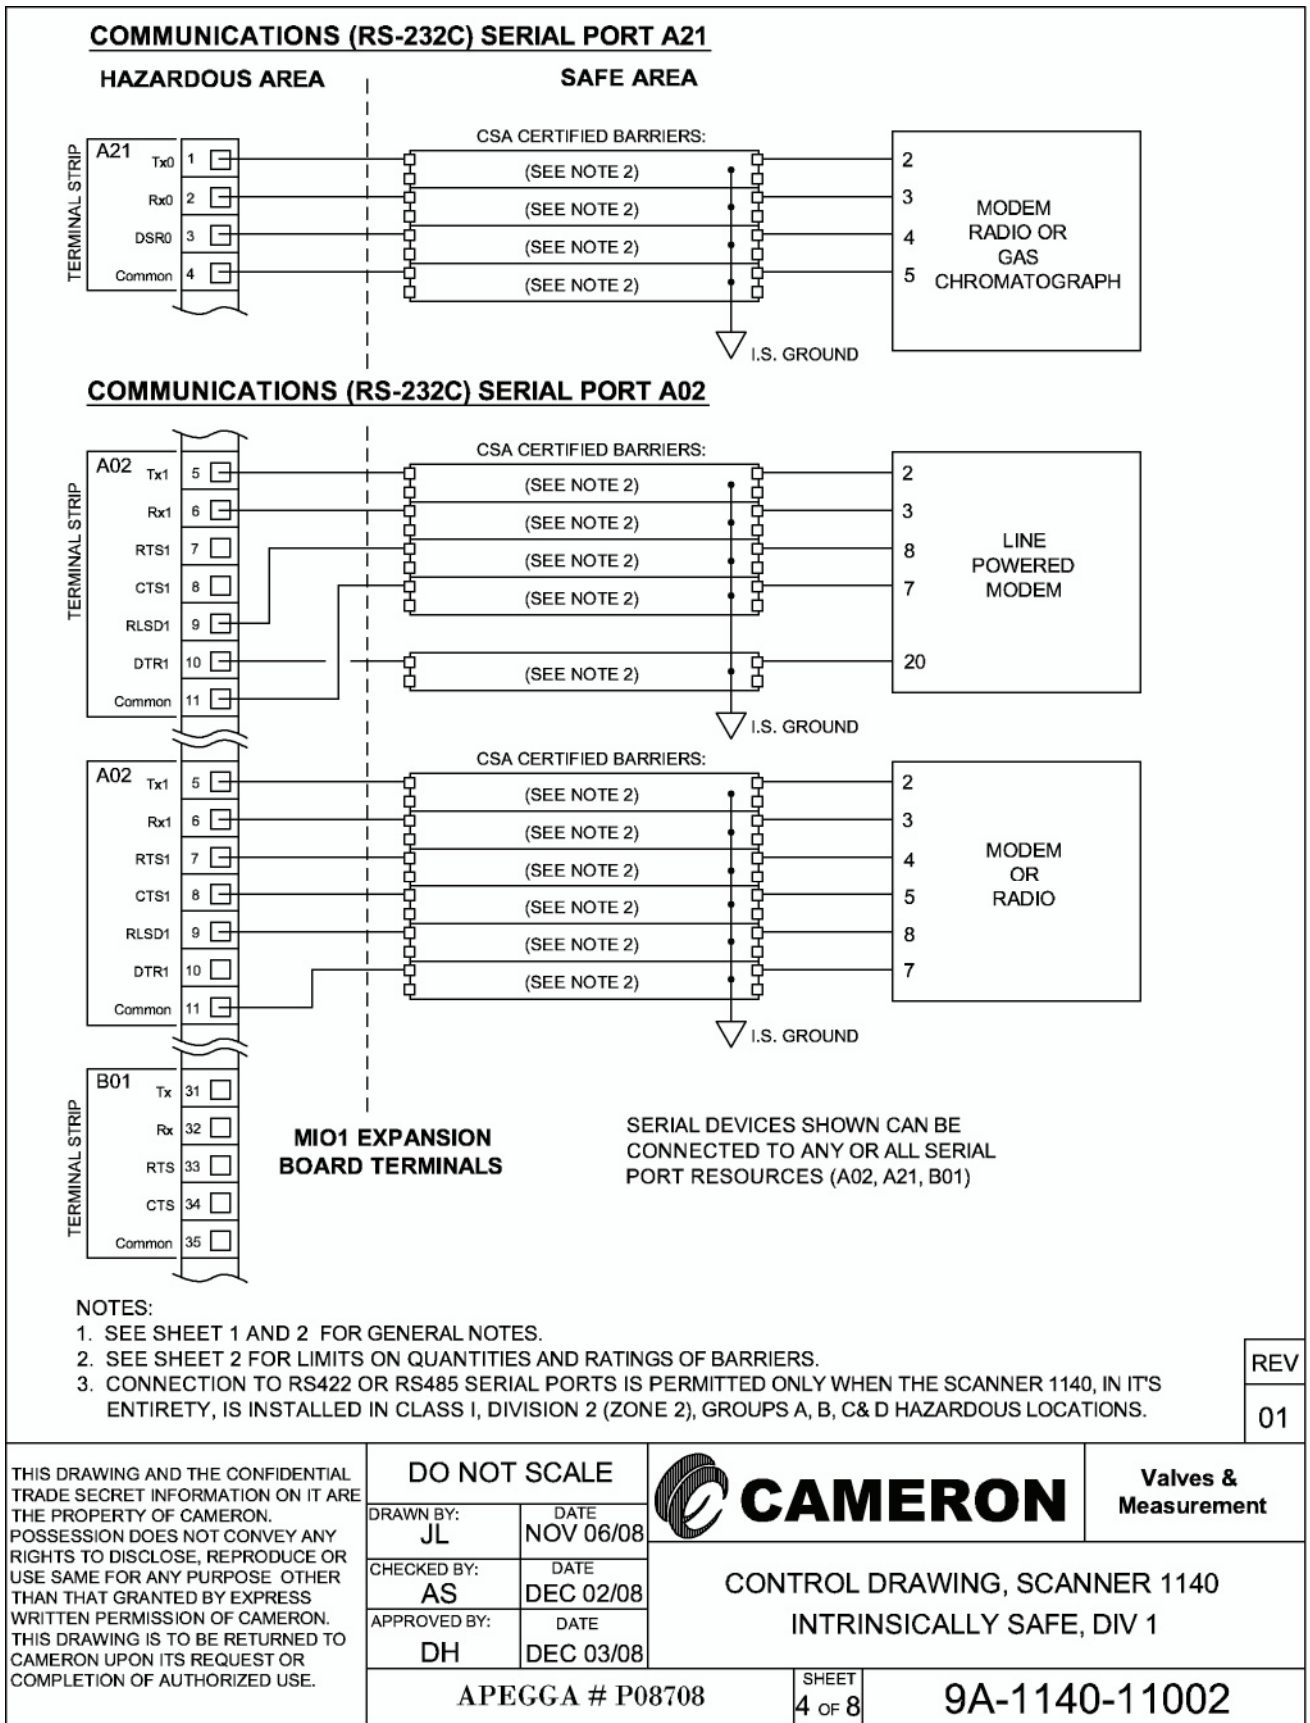 COMMUNICATIONS (RS-232C) SERIAL PORT A21
HAZARDOUS AREA
SAFE AREA
CSA CERTIFIED BARRIERS:
TERMINAL STRIP
A21
Tx0 1
Rx0 2
DSR0 3
Common 4
(SEE NOTE 2)
(SEE NOTE 2)
(SEE NOTE 2)
(SEE NOTE 2)
I.S. GROUND
2
3
4
5
MODEM
RADIO OR
GAS
CHROMATOGRAPH
COMMUNICATIONS (RS-232C) SERIAL PORT A02
CSA CERTIFIED BARRIERS:
TERMINAL STRIP
A02
Tx1 5
Rx1 6
RTS1 7
CTS1 8
RLSD1 9
DTR1 10
Common 11
(SEE NOTE 2)
(SEE NOTE 2)
(SEE NOTE 2)
(SEE NOTE 2)
(SEE NOTE 2)
I.S. GROUND
2
3
8
7
20
LINE
POWERED
MODEM
CSA CERTIFIED BARRIERS:
A02
Tx1 5
Rx1 6
RTS1 7
CTS1 8
RLSD1 9
DTR1 10
Common 11
(SEE NOTE 2)
(SEE NOTE 2)
(SEE NOTE 2)
(SEE NOTE 2)
(SEE NOTE 2)
(SEE NOTE 2)
I.S. GROUND
2
3
4
5
8
7
MODEM
OR
RADIO
TERMINAL STRIP
B01
Tx 31
Rx 32
RTS 33
CTS 34
Common 35
MIO1 EXPANSION
BOARD TERMINALS
SERIAL DEVICES SHOWN CAN BE
CONNECTED TO ANY OR ALL SERIAL
PORT RESOURCES (A02, A21, B01)
NOTES:
1. SEE SHEET 1 AND 2 FOR GENERAL NOTES.
2. SEE SHEET 2 FOR LIMITS ON QUANTITIES AND RATINGS OF BARRIERS.
3. CONNECTION TO RS422 OR RS485 SERIAL PORTS IS PERMITTED ONLY WHEN THE SCANNER 1140, IN IT'S
ENTIRETY, IS INSTALLED IN CLASS I, DIVISION 2 (ZONE 2), GROUPS A, B, C& D HAZARDOUS LOCATIONS.
REV
01
THIS DRAWING AND THE CONFIDENTIAL
TRADE SECRET INFORMATION ON IT ARE
THE PROPERTY OF CAMERON.
POSSESSION DOES NOT CONVEY ANY
RIGHTS TO DISCLOSE, REPRODUCE OR
USE SAME FOR ANY PURPOSE OTHER
THAN THAT GRANTED BY EXPRESS
WRITTEN PERMISSION OF CAMERON.
THIS DRAWING IS TO BE RETURNED TO
CAMERON UPON ITS REQUEST OR
COMPLETION OF AUTHORIZED USE.
DO NOT SCALE
DRAWN BY:
JL
DATE
NOV 06/08
CHECKED BY:
AS
DATE
DEC 02/08
APPROVED BY:
DH
DATE
DEC 03/08
CAMERON
Valves &
Measurement
CONTROL DRAWING, SCANNER 1140
INTRINSICALLY SAFE, DIV 1
APEGGA # P08708
SHEET
4 OF 8
9A-1140-11002